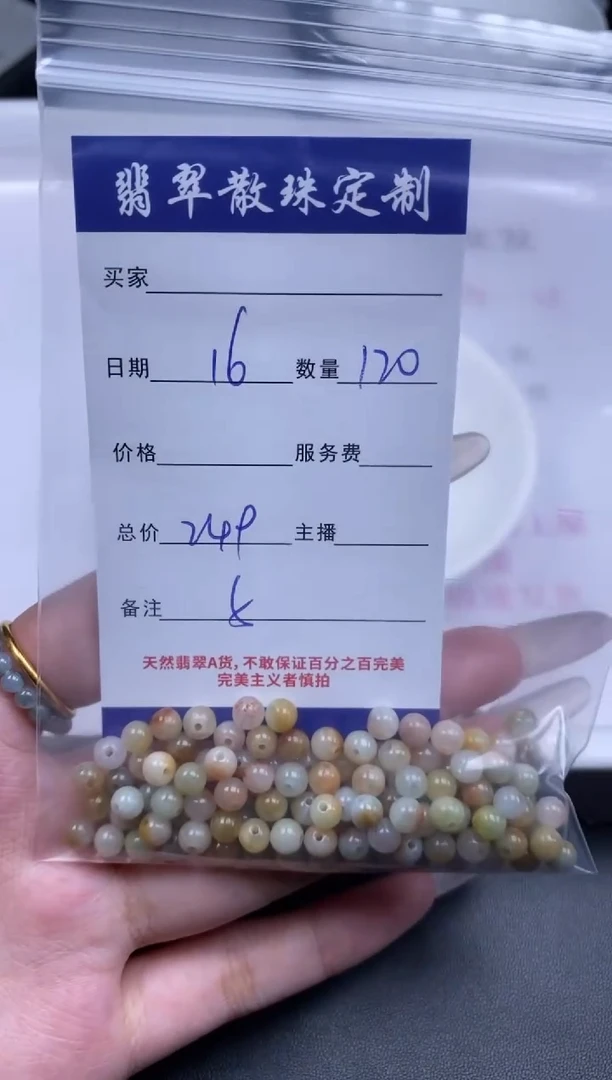 翡翠散珠定制
买家
日期 16 数量 120
价格 服务费
总价 249 主播
备注
天然翡翠A货,不敢保证百分之百完美
完美主义者慎拍